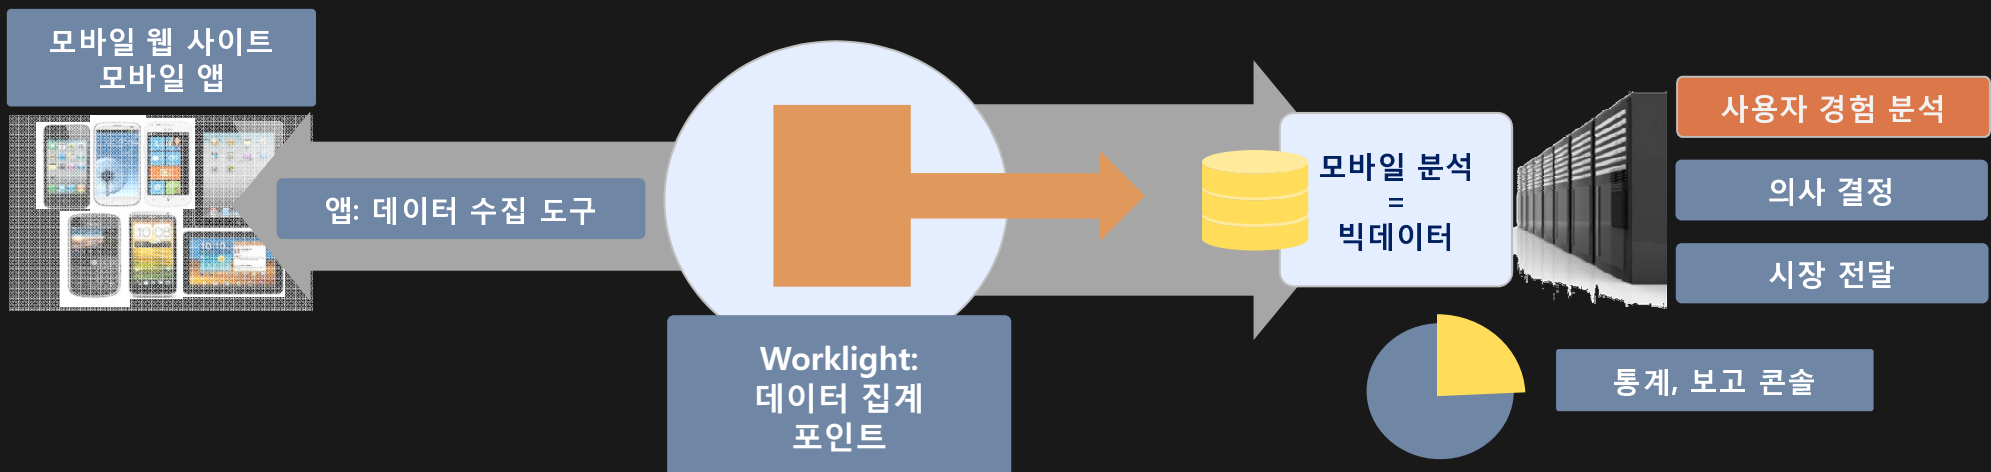 모바일 웹 사이트
모바일 앱
앱: 데이터 수집 도구
Worklight:
데이터 집계
포인트
모바일 분석
=
빅데이터
사용자 경험 분석
의사 결정
시장 전달
통계, 보고 콘솔